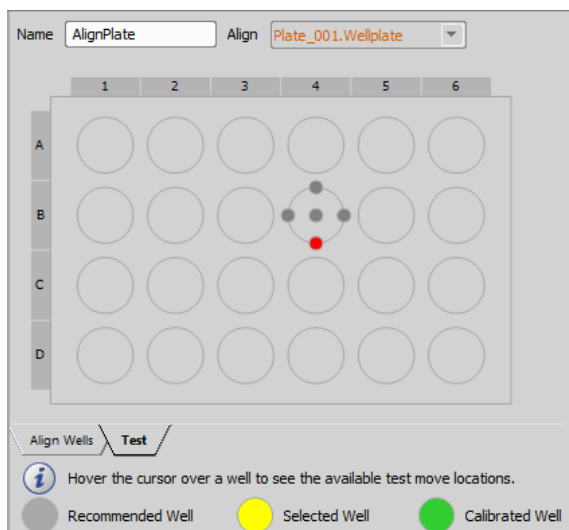 Name AlignPlate Align Plate_001.Wellplate
1 2 3 4 5 6
A
B
C
D
Align Wells Test
i Hover the cursor over a well to see the available test move locations.
Recommended Well Selected Well Calibrated Well